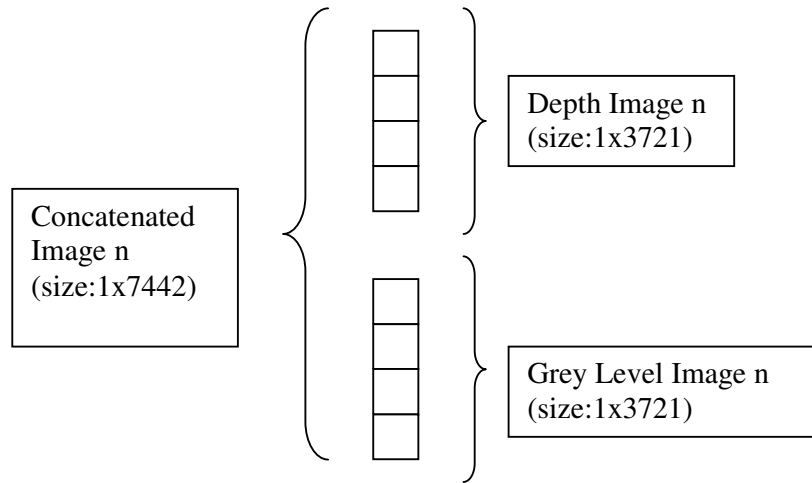 Concatenated
Image n
(size:1x7442)
Depth Image n
(size:1x3721)
Grey Level Image n
(size:1x3721)